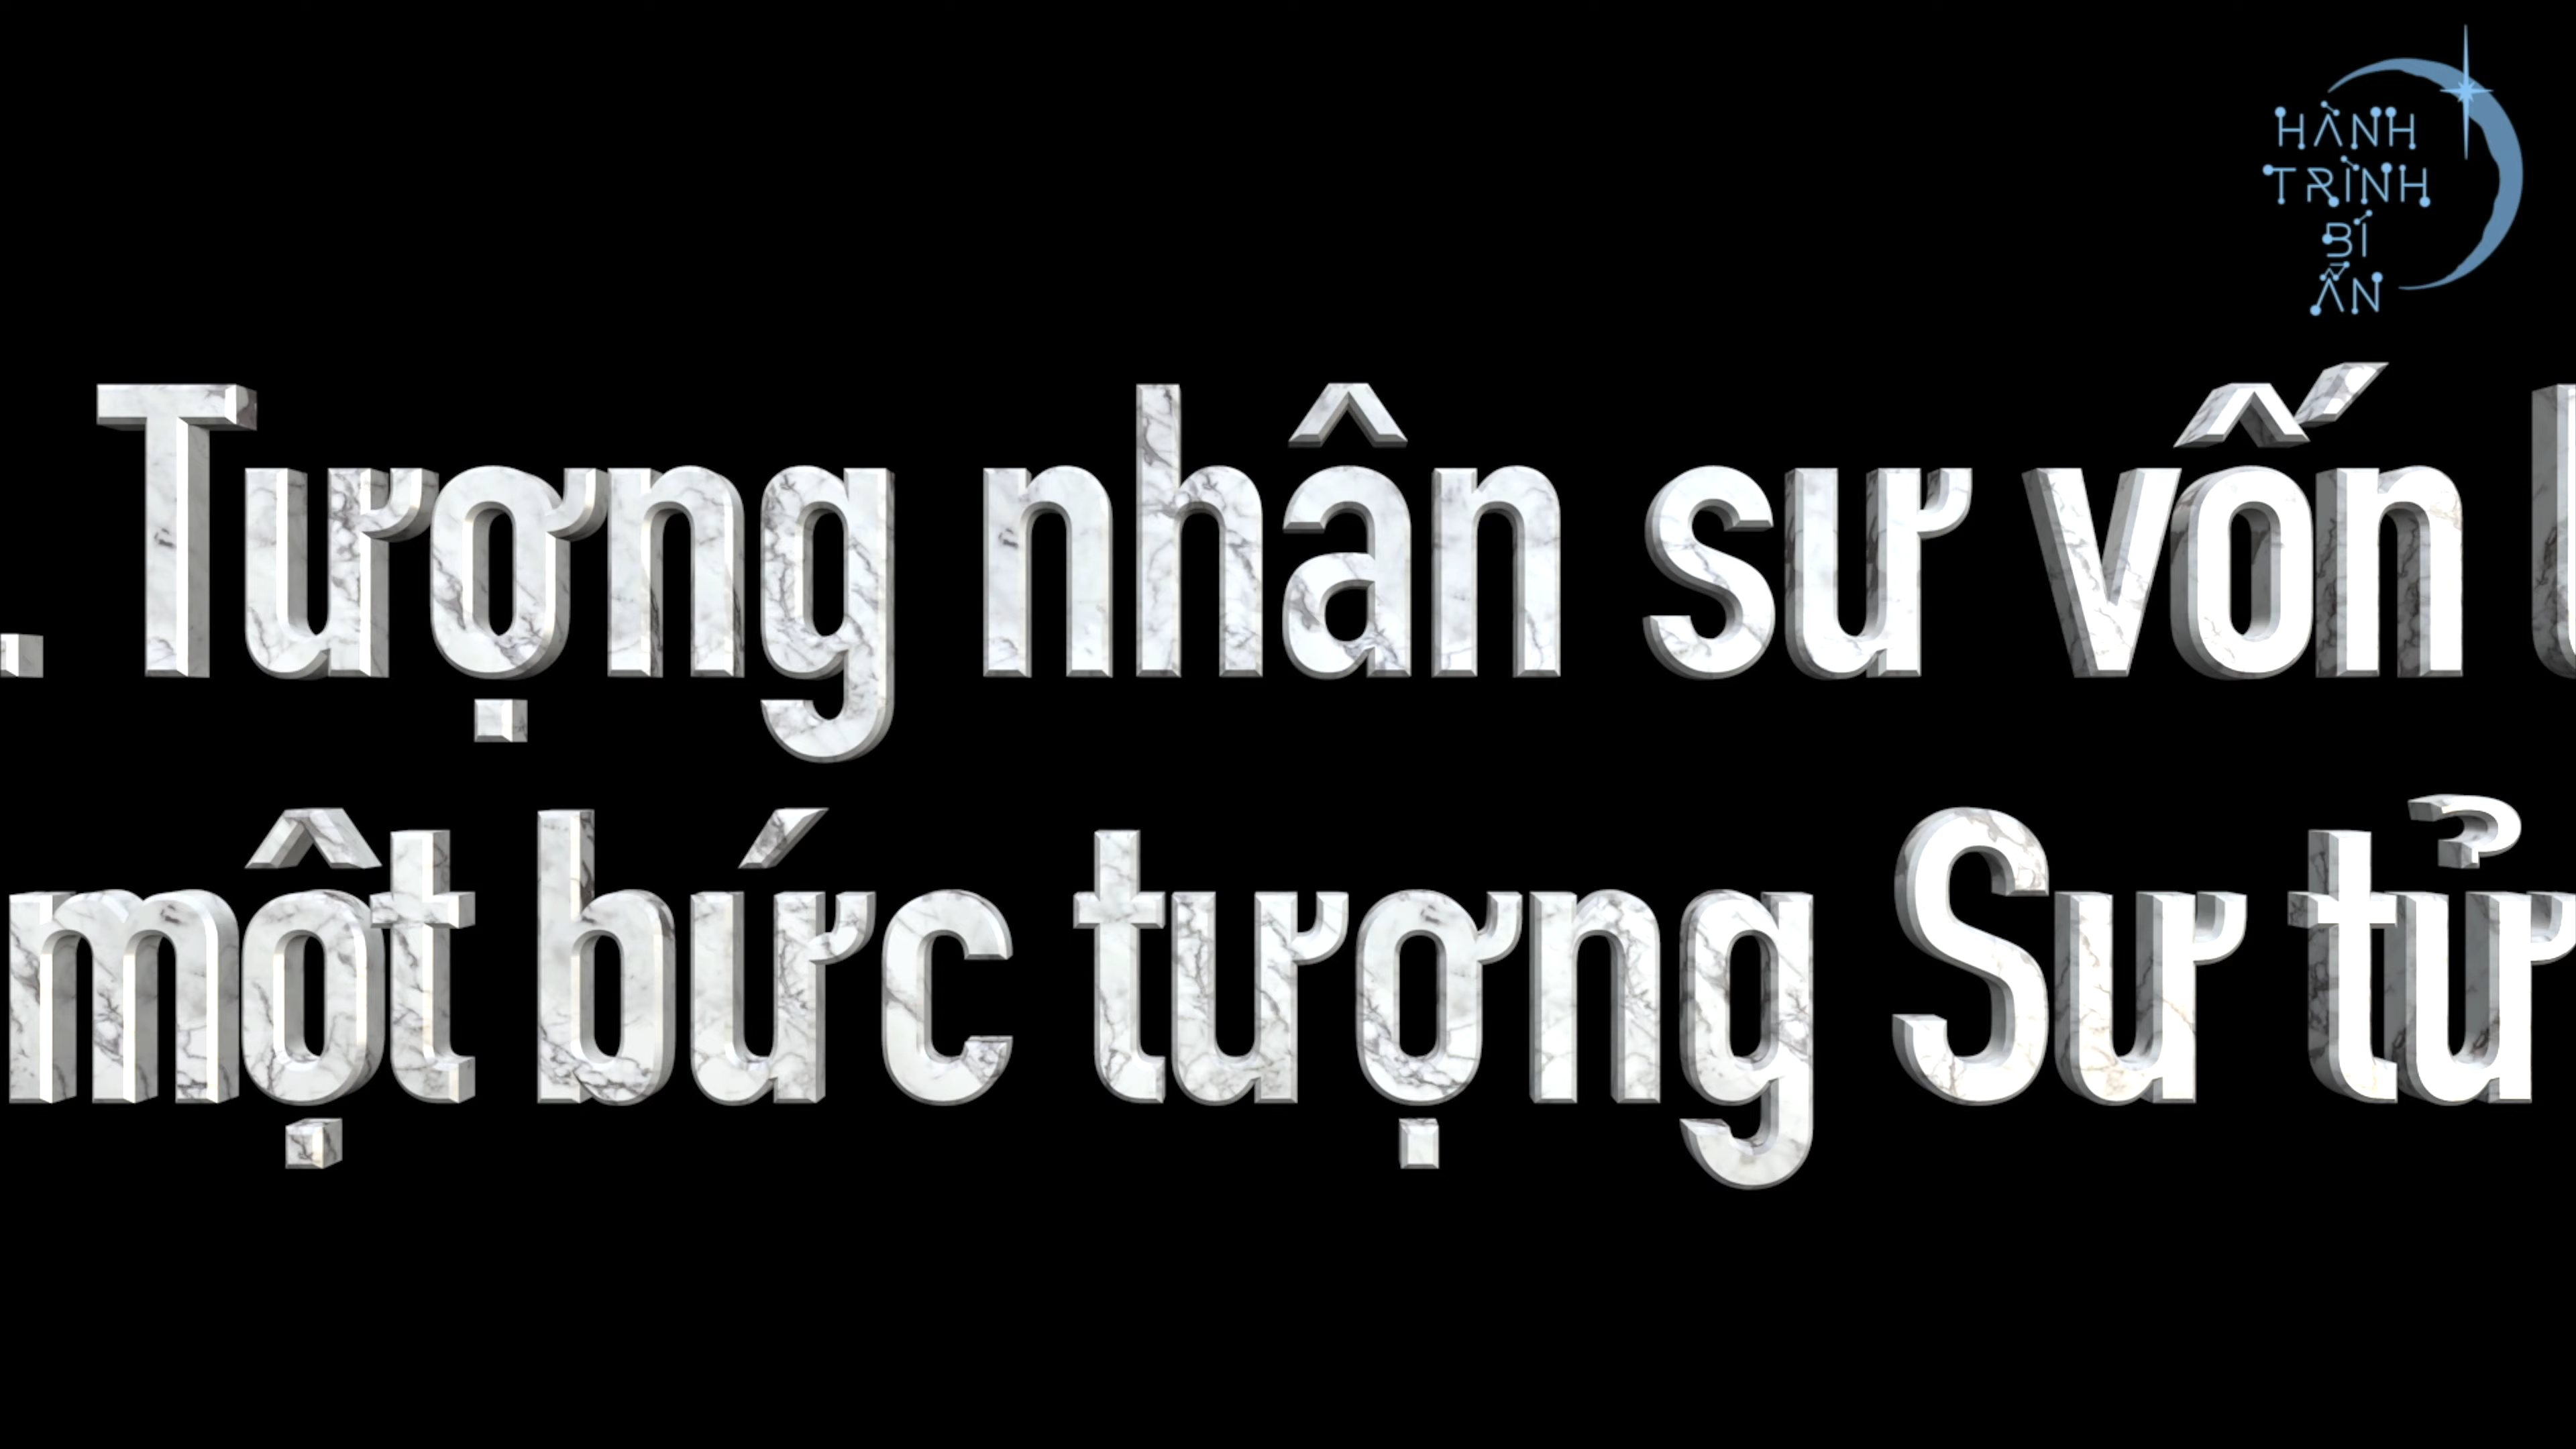 HÀNH
TRÌNH
BÍ
ẨN
. Tượng nhân sư vốn
một bức tượng Sư tử